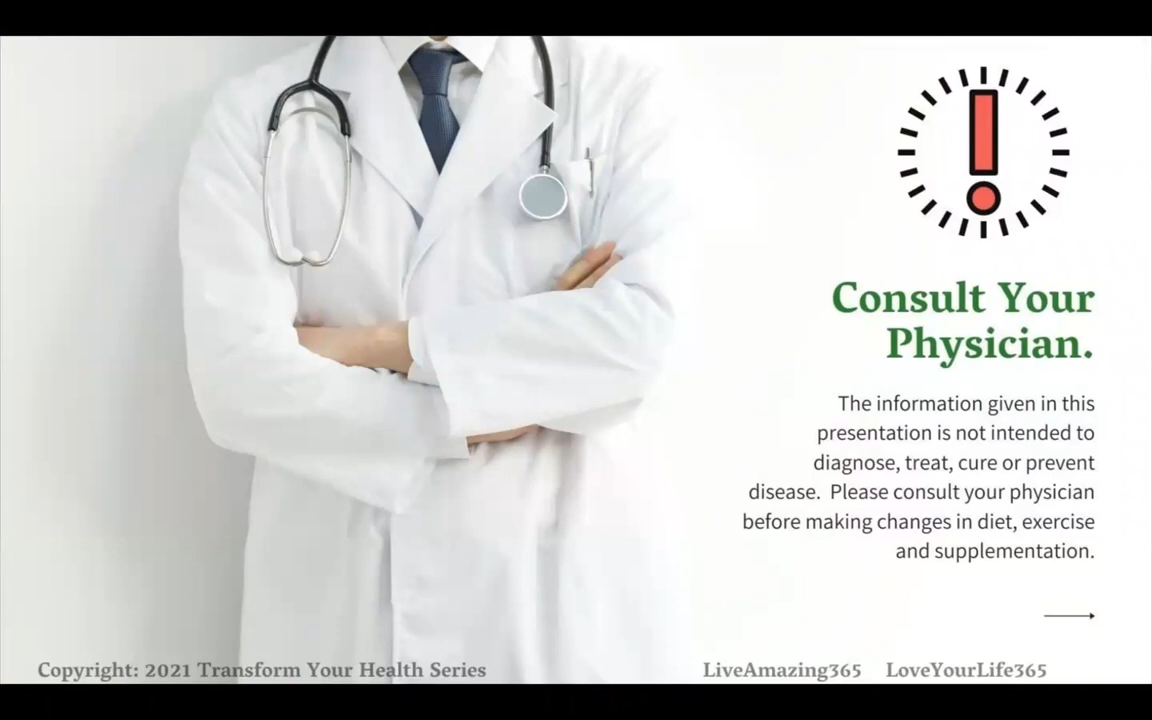 Consult Your
Physician.
The information given in this
presentation is not intended to
diagnose, treat, cure or prevent
disease.  Please consult your physician
before making changes in diet, exercise
and supplementation.
Copyright: 2021 Transform Your Health Series
LiveAmazing365 LoveYourLife365